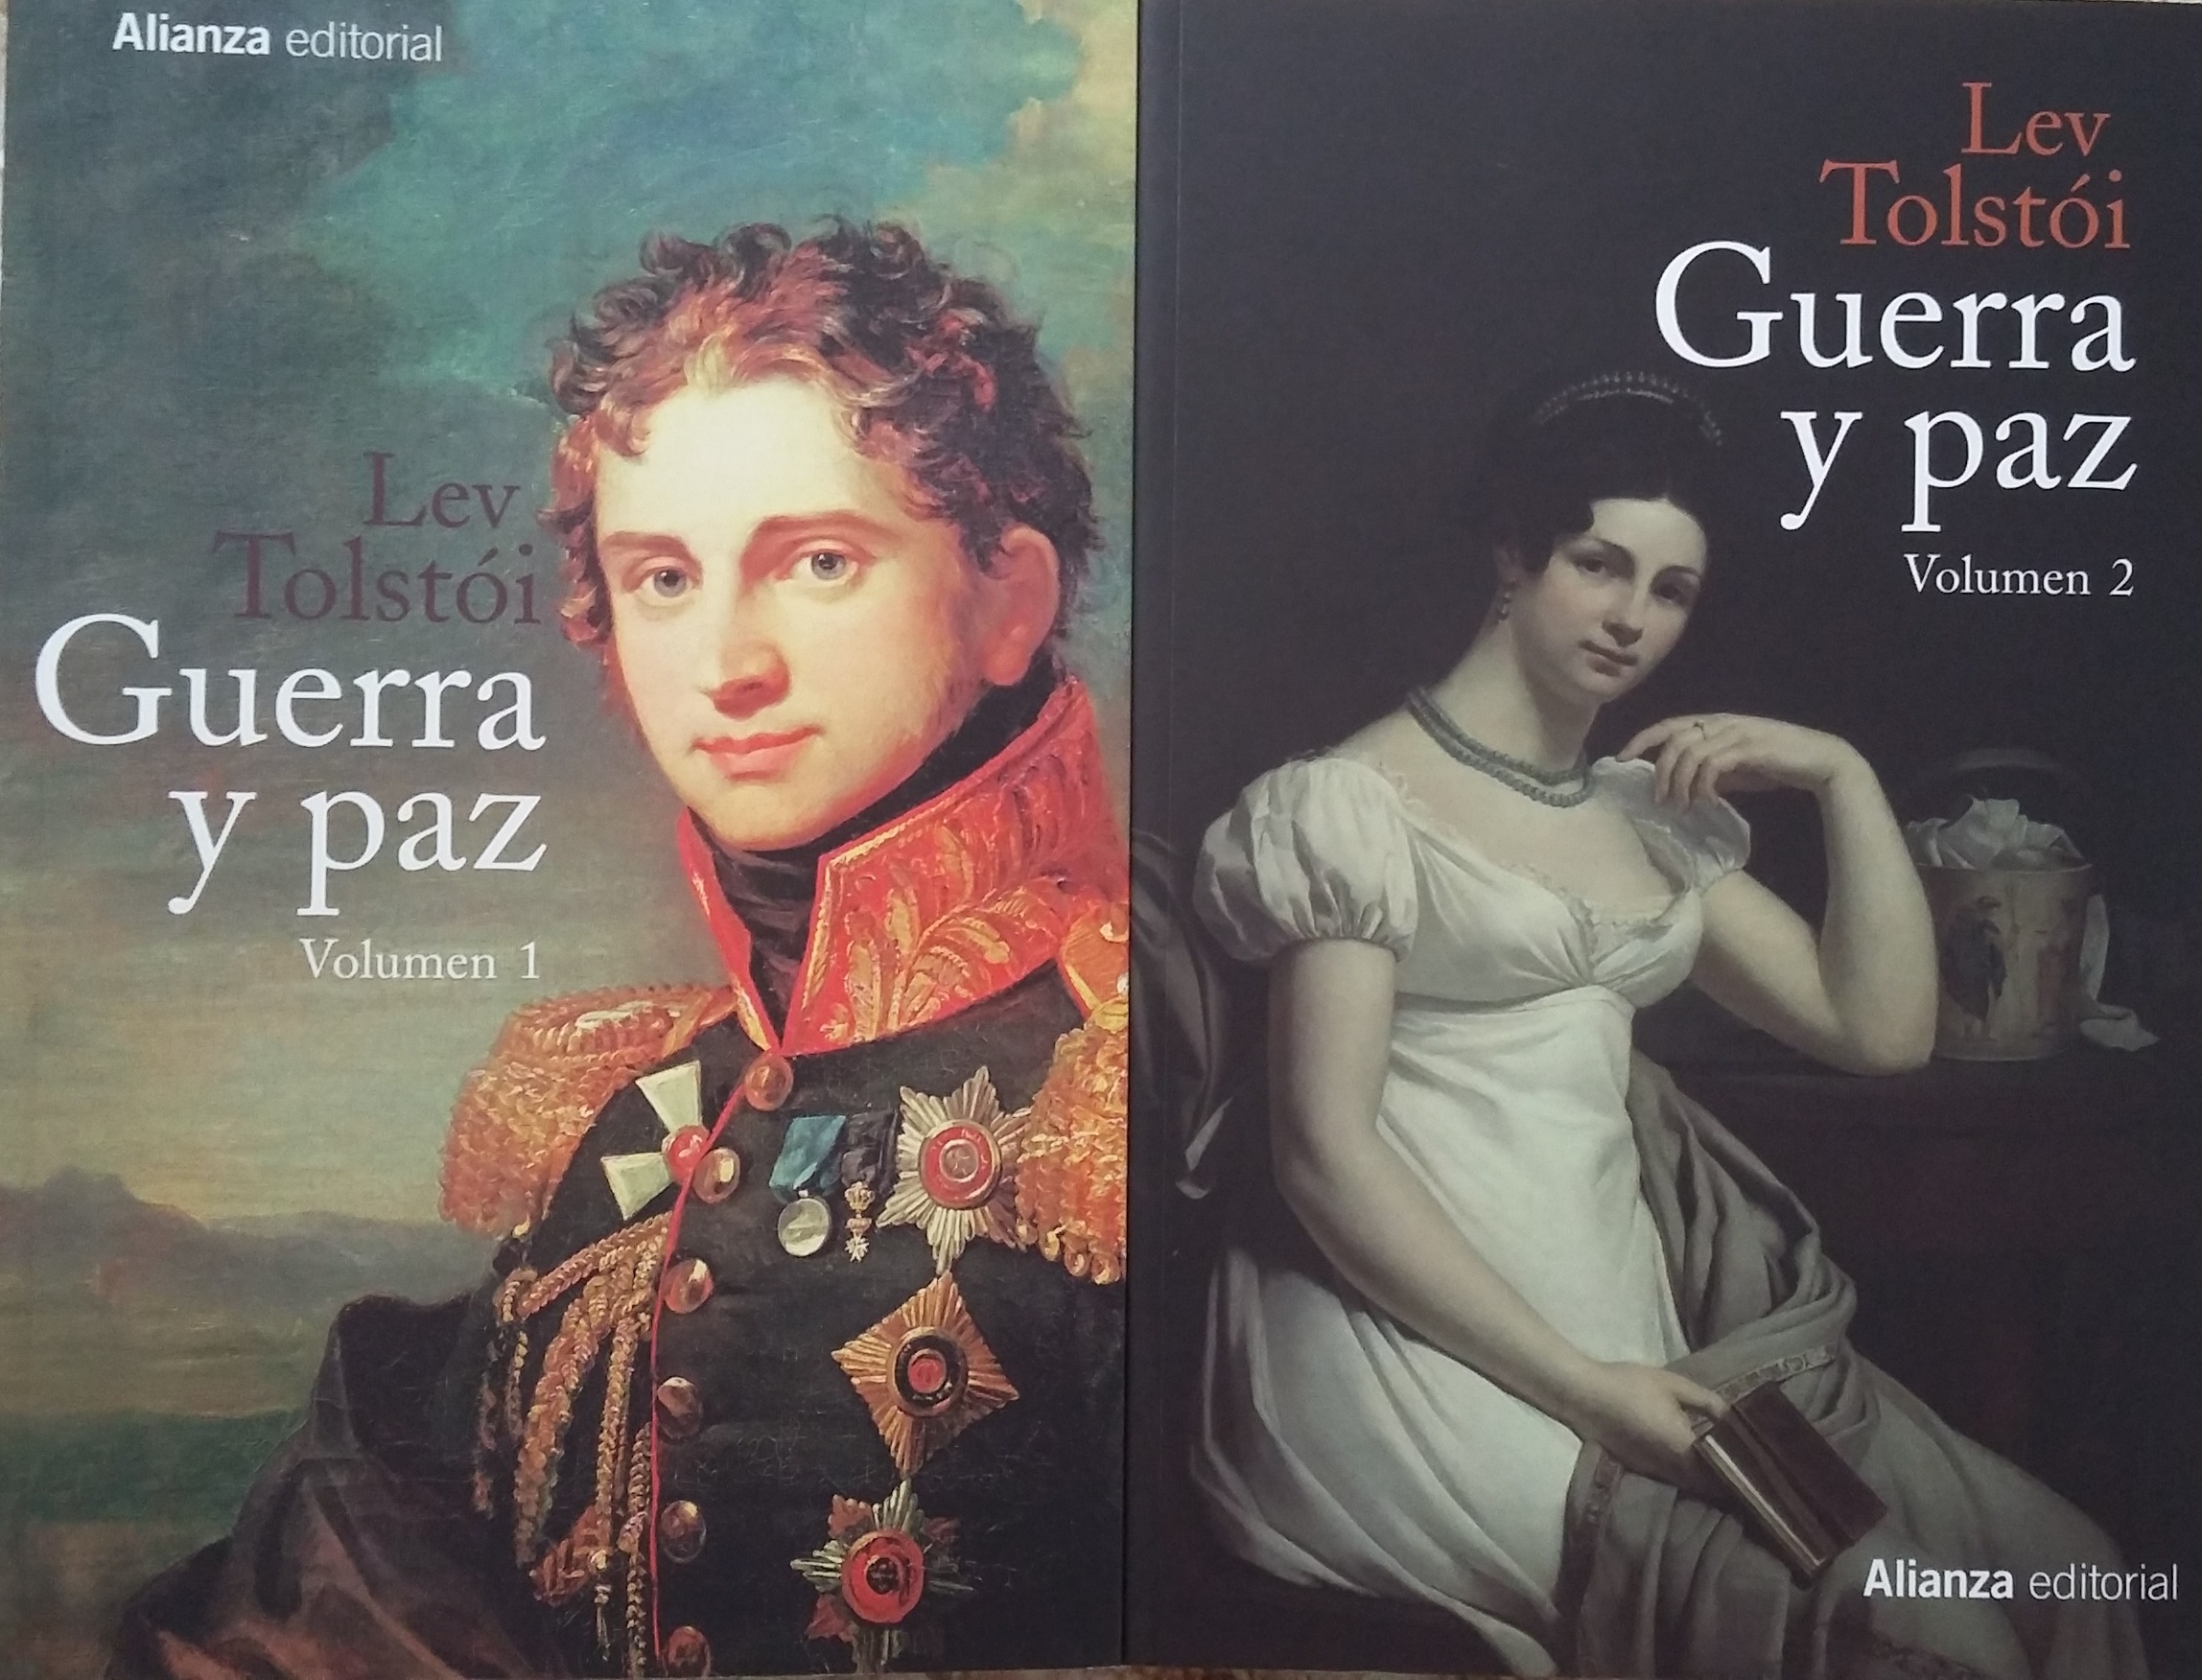 Alianza editorial
Lev
Tolstói
Guerra
y paz
Volumen 1
Lev
Tolstói
Guerra
y paz
Volumen 2
Alianza editorial